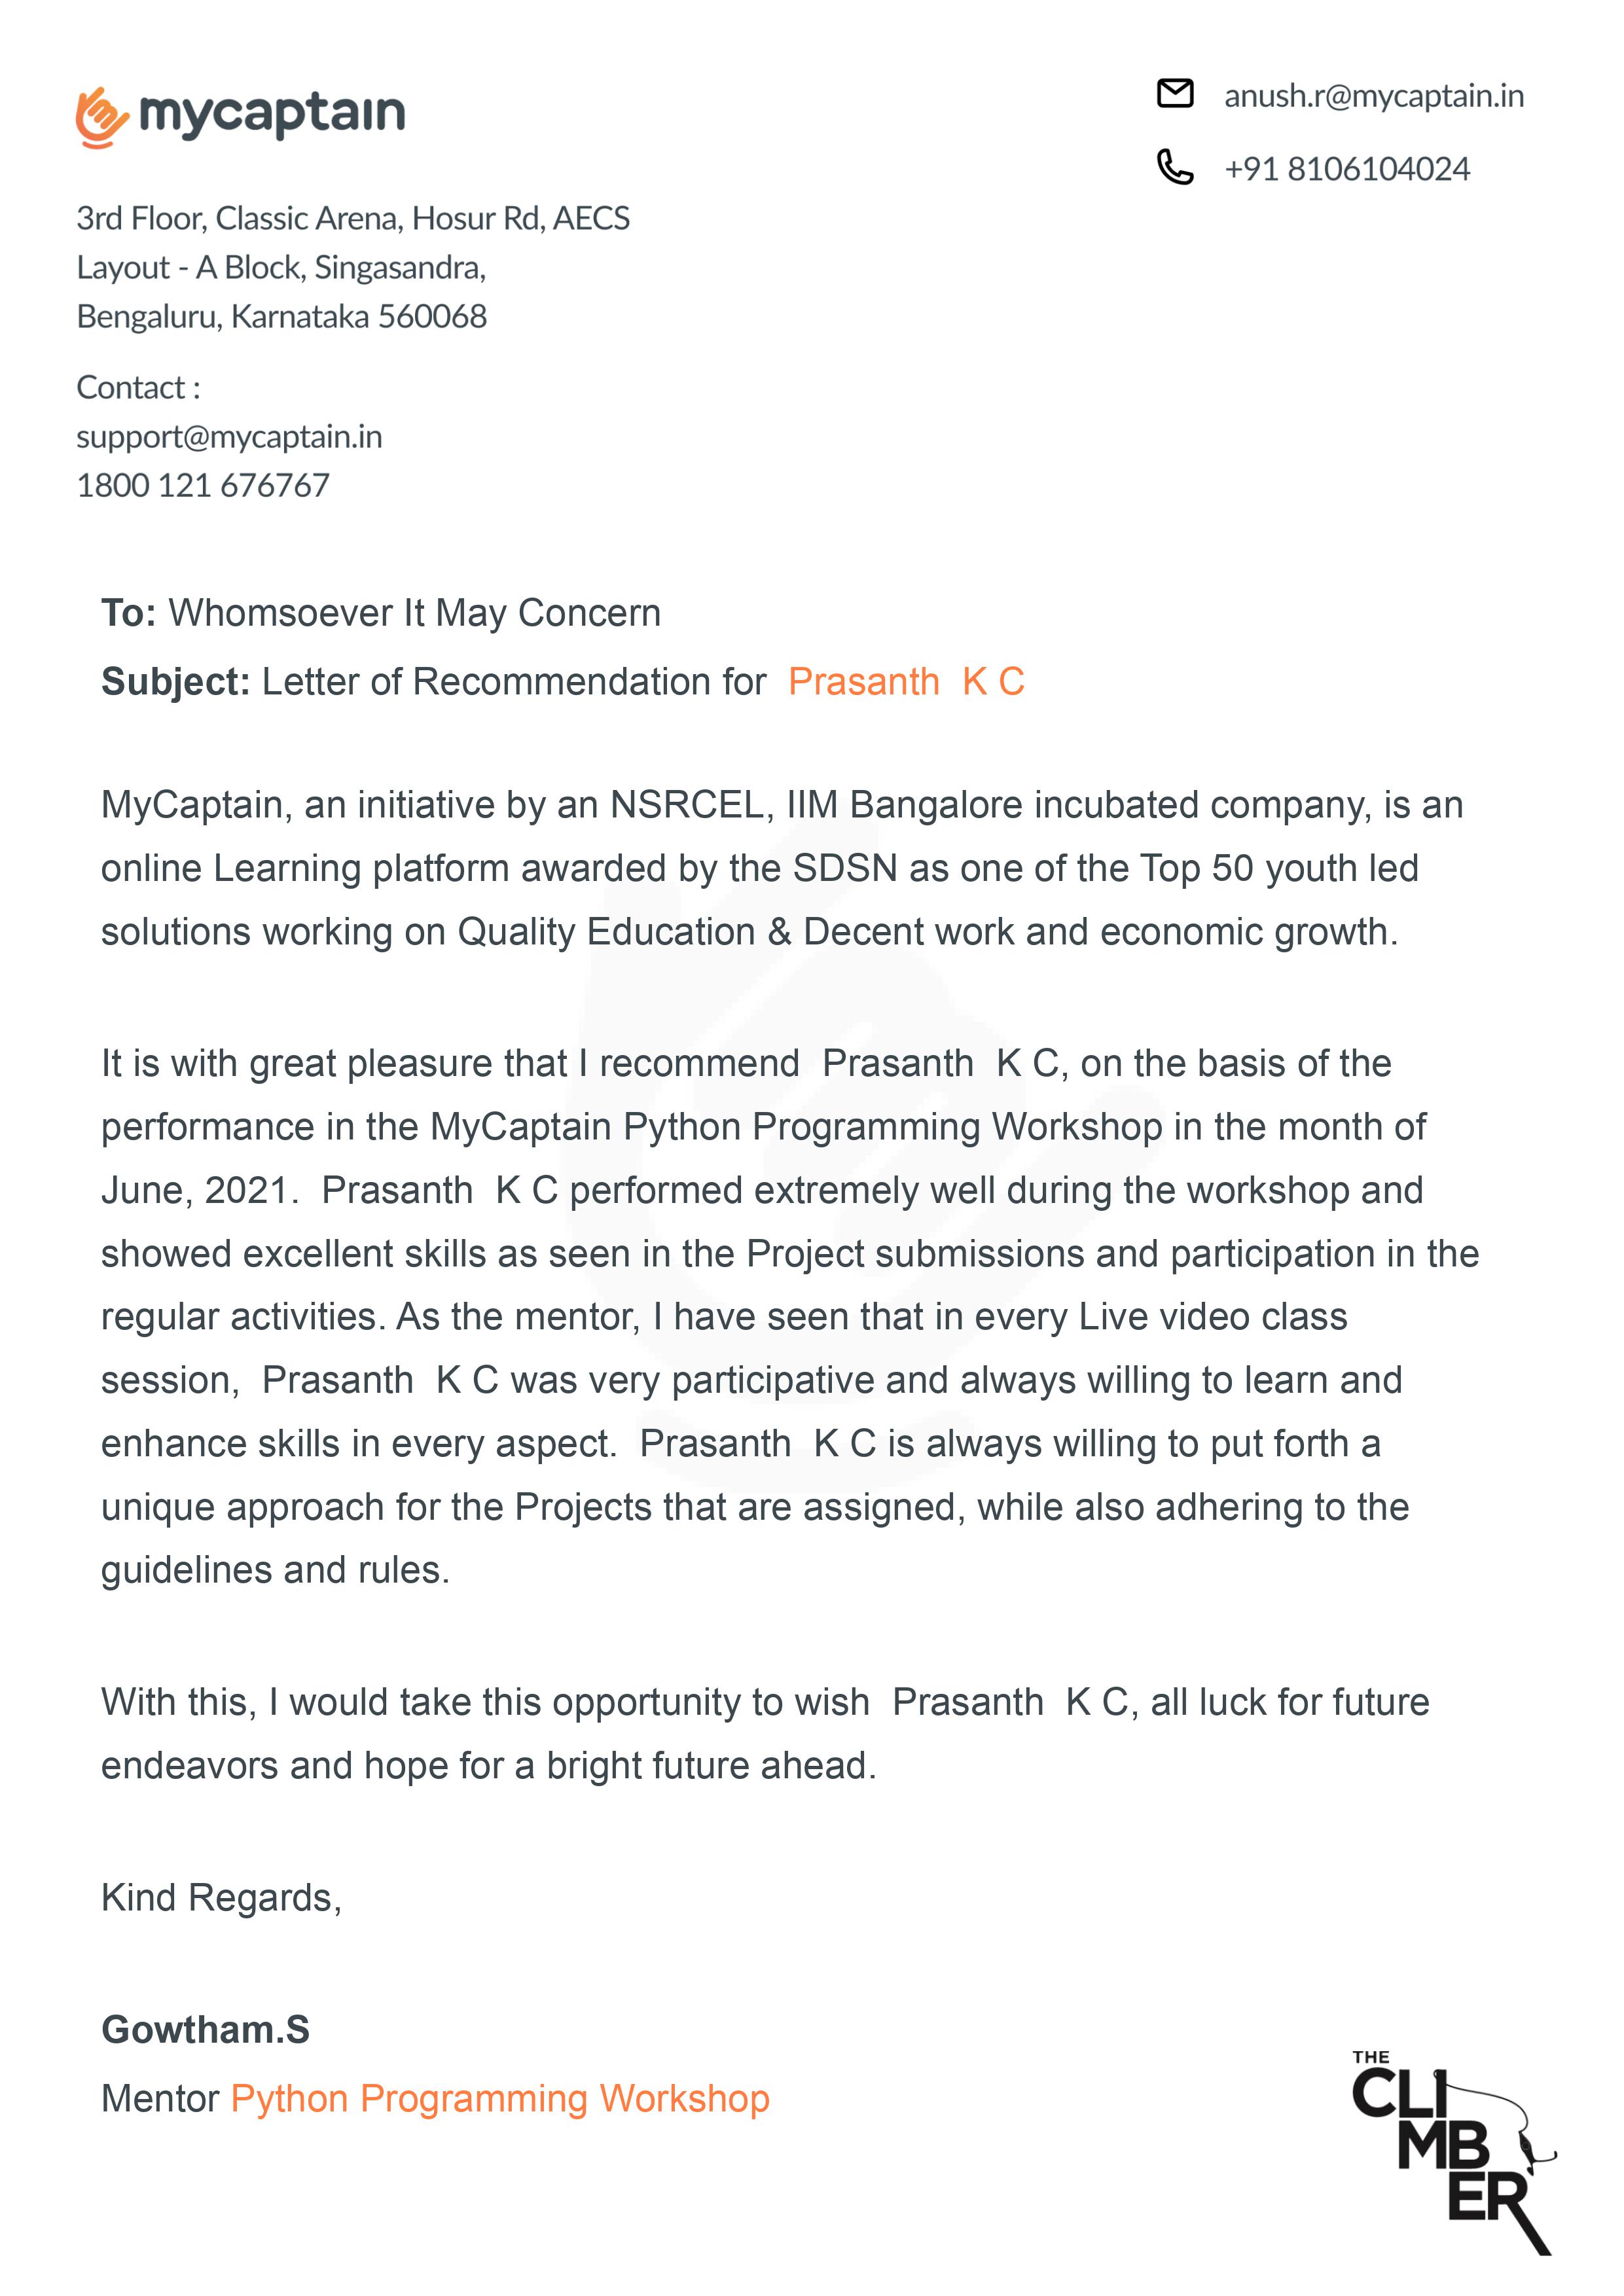 mycaptain
anush.r@mycaptain.in
+91 8106104024
3rd Floor, Classic Arena, Hosur Rd, AECS
Layout - A Block, Singasandra,
Bengaluru, Karnataka 560068
Contact :
support@mycaptain.in
1800 121 676767
To: Whomsoever It May Concern
Subject: Letter of Recommendation for  Prasanth  K C
MyCaptain, an initiative by an NSRCEL, IIM Bangalore incubated company, is an
online Learning platform awarded by the SDSN as one of the Top 50 youth led
solutions working on Quality Education & Decent work and economic growth.
It is with great pleasure that I recommend  Prasanth  K C, on the basis of the
performance in the MyCaptain Python Programming Workshop in the month of
June, 2021.  Prasanth  K C performed extremely well during the workshop and
showed excellent skills as seen in the Project submissions and participation in the
regular activities. As the mentor, I have seen that in every Live video class
session,  Prasanth  K C was very participative and always willing to learn and
enhance skills in every aspect.  Prasanth  K C is always willing to put forth a
unique approach for the Projects that are assigned, while also adhering to the
guidelines and rules.
With this, I would take this opportunity to wish  Prasanth  K C, all luck for future
endeavors and hope for a bright future ahead.
Kind Regards,
Gowtham.S
Mentor Python Programming Workshop
THE
CLI
MB
ER